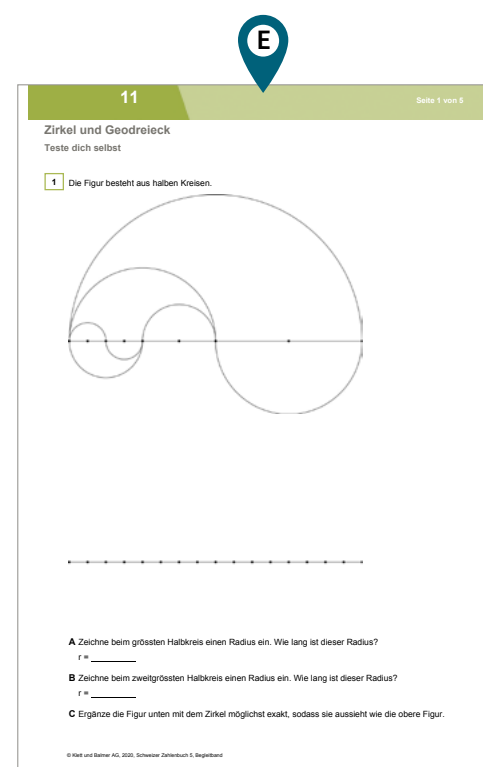 E
11
Seite 1 von 5
Zirkel und Geodreieck
Teste dich selbst
1 Die Figur besteht aus halben Kreisen.
A Zeichne beim grössten Halbkreis einen Radius ein. Wie lang ist dieser Radius?
r = ________
B Zeichne beim zweitgrössten Halbkreis einen Radius ein. Wie lang ist dieser Radius?
r = ________
C Ergänze die Figur unten mit dem Zirkel möglichst exakt, sodass sie aussieht wie die obere Figur.
© Klett und Balmer AG, 2020, Schweizer Zahlenbuch 5, Begleitband